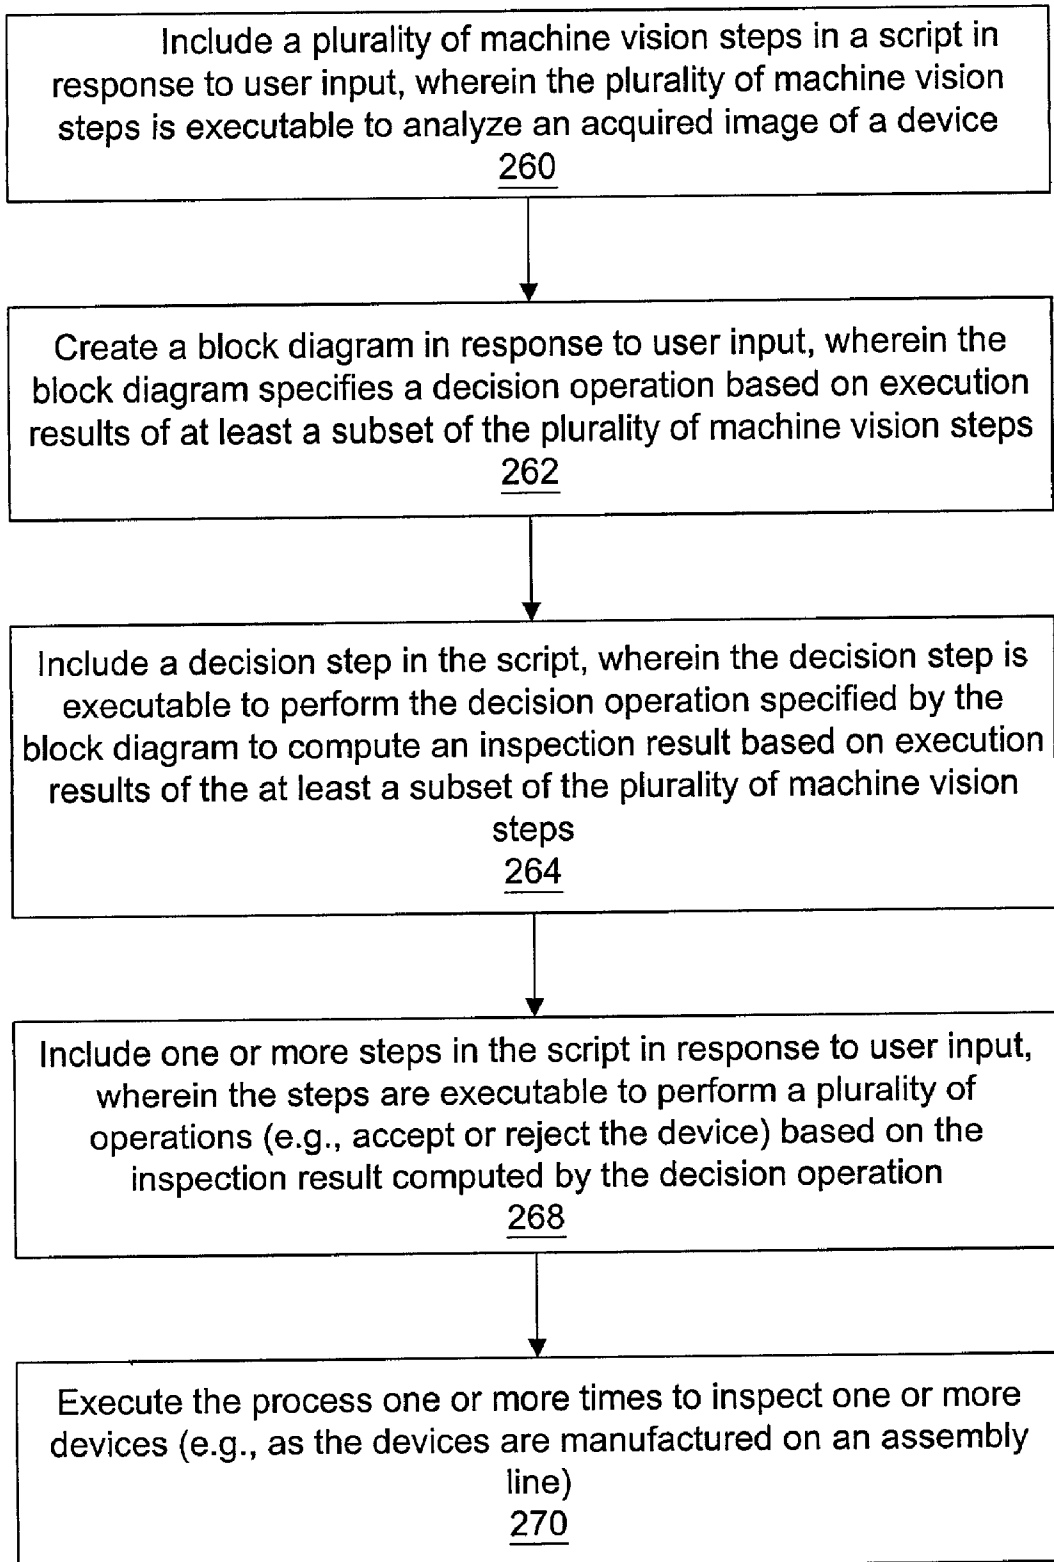 Include a plurality of machine vision steps in a script in
response to user input, wherein the plurality of machine vision
steps is executable to analyze an acquired image of a device
260
Create a block diagram in response to user input, wherein the
block diagram specifies a decision operation based on execution
results of at least a subset of the plurality of machine vision steps
262
Include a decision step in the script, wherein the decision step is
executable to perform the decision operation specified by the
block diagram to compute an inspection result based on execution
results of the at least a subset of the plurality of machine vision
steps
264
Include one or more steps in the script in response to user input,
wherein the steps are executable to perform a plurality of
operations (e.g., accept or reject the device) based on the
inspection result computed by the decision operation
268
Execute the process one or more times to inspect one or more
devices (e.g., as the devices are manufactured on an assembly
line)
270